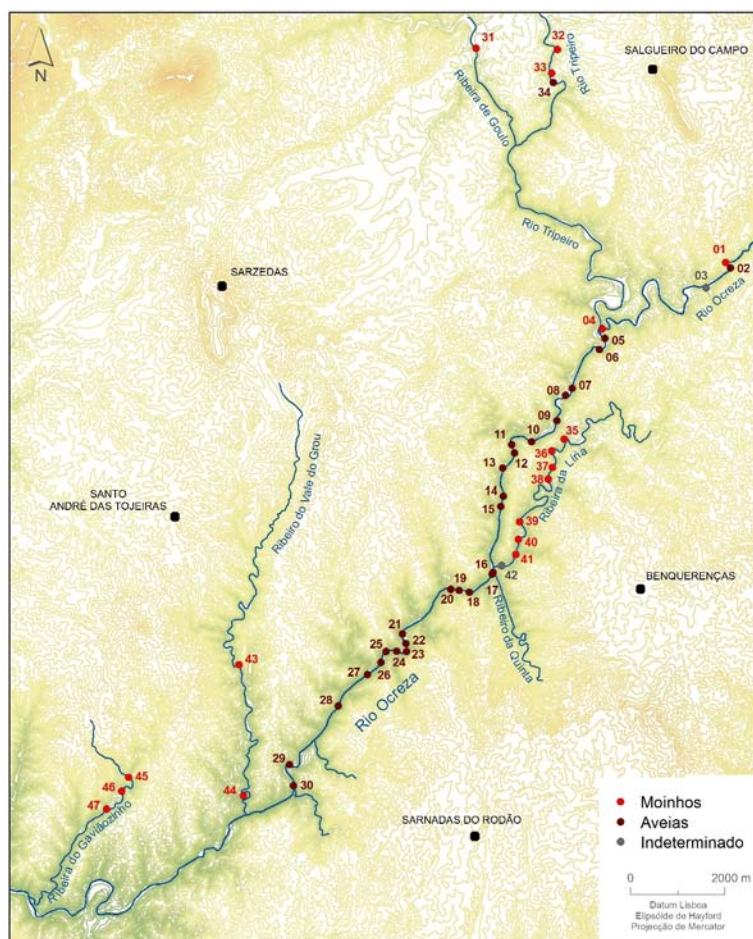 N
31
32
Rio Tripeiro
SALGUEIRO DO CAMPO
33
34
Ribeira de Goulo
Rio Tripeiro
01
02
03
Rio Ocreza
SARZEDAS
04
05
06
07
08
09
10
11
12
35
36
37
38
Ribeira da Líria
13
14
15
39
40
41
SANTO
ANDRÉ DAS TOJEIRAS
Ribeiro do Vale do Grou
16
42
17
BENQUERENÇAS
19
20
18
Ribeiro da Quinta
21
22
25
24
23
26
27
43
28
Rio Ocreza
29
30
45
46
47
44
Ribeira do Gaviãozinho
SARNADAS DO RODÃO
Moinhos
Aveias
Indeterminado
0 2000 m
Datum Lisboa
Elipsóide de Hayford
Projecção de Mercator